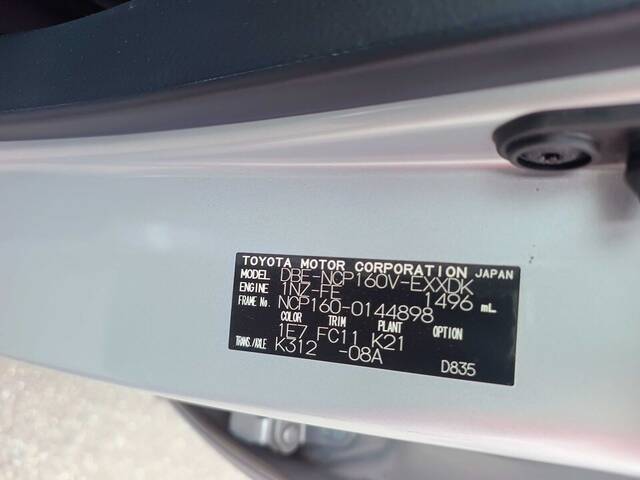 TOYOTA MOTOR CORPORATION JAPAN
MODEL DBE-NCP160V-EXXDK
ENGINE 1NZ-FE 1496 mL
FRAME No. NCP160-0144898
COLOR TRIM PLANT OPTION
1E7 FC11 K21
TRANS./AXLE K312 -08A
D835